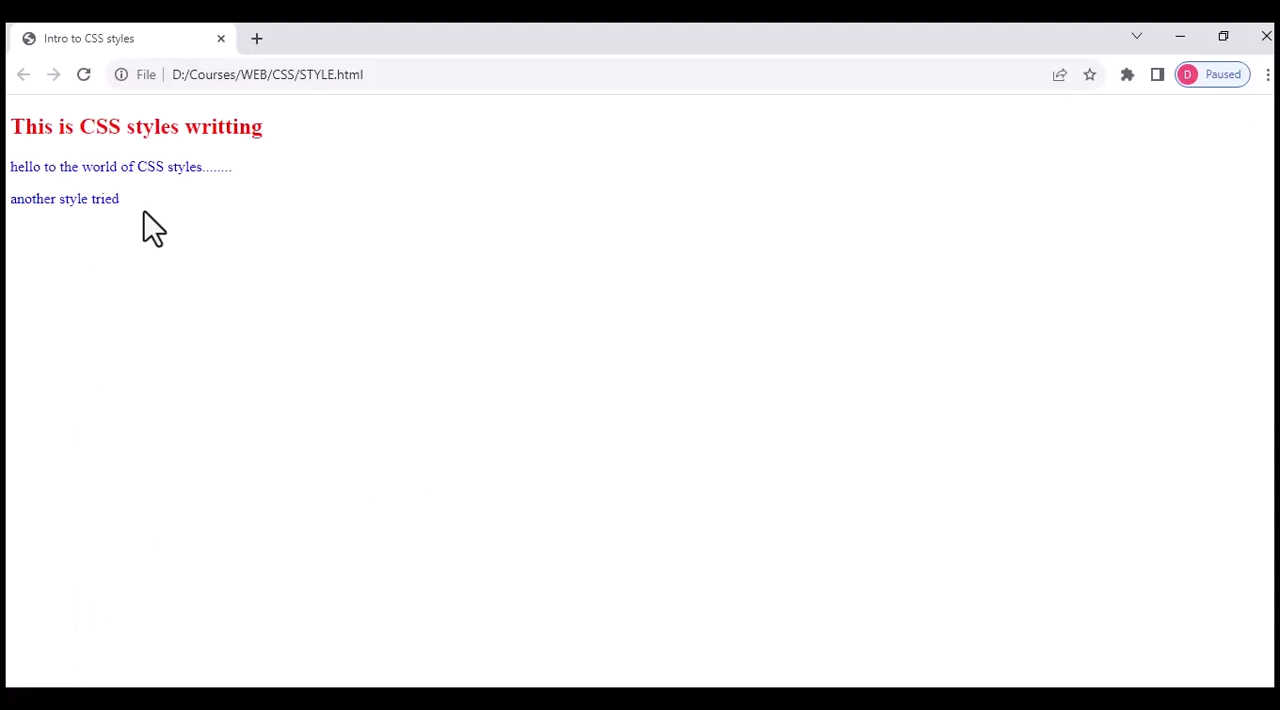 Intro to CSS styles
File D:/Courses/WEB/CSS/STYLE.html
D Paused
This is CSS styles writting
hello to the world of CSS styles........
another style tried